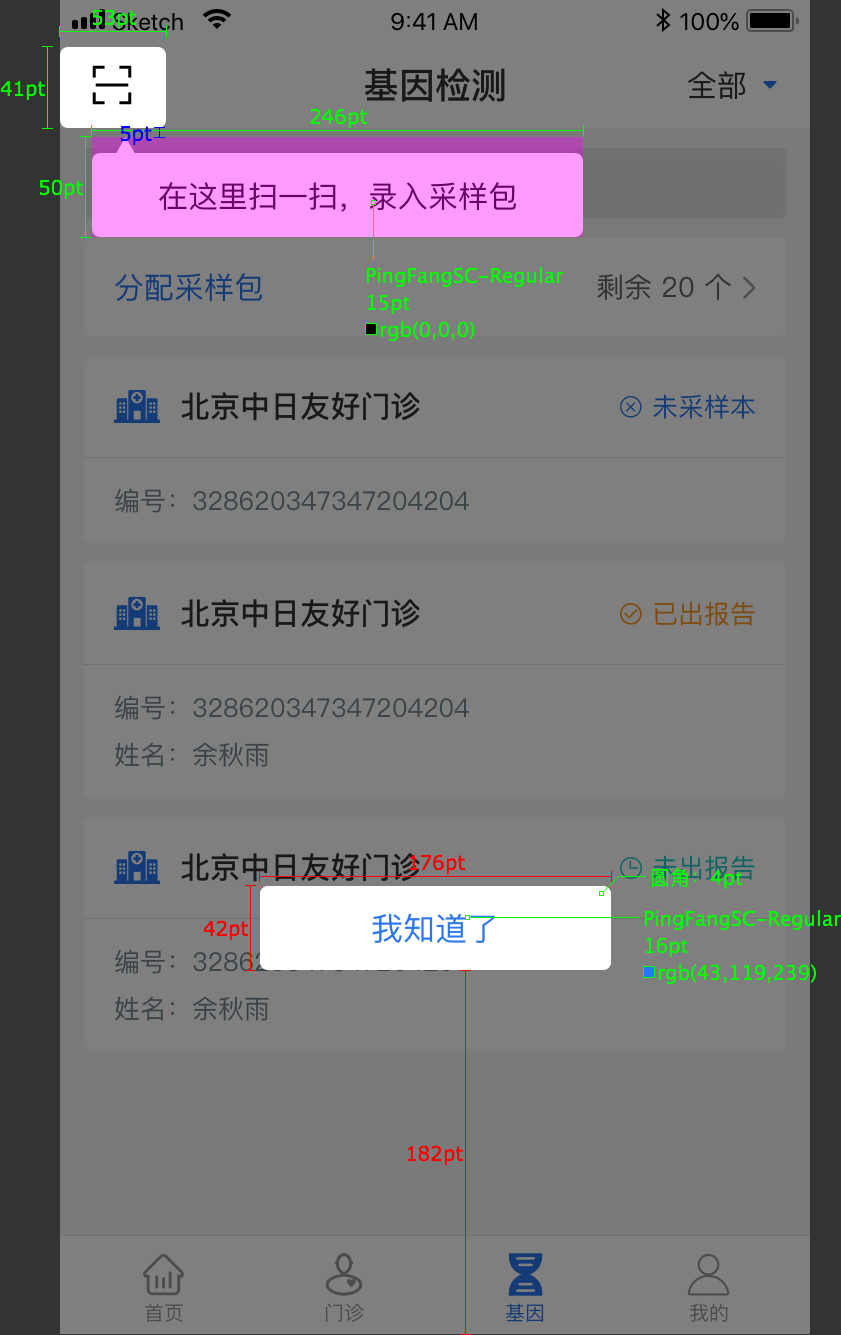 53pt
Sketch 9:41 AM 100%
41pt
基因检测 全部
246pt
5pt
50pt
在这里扫一扫，录入采样包
PingFangSC-Regular
15pt
rgb(0,0,0)
分配采样包 剩余 20 个
北京中日友好门诊 未采样本
编号：328620347347204204
北京中日友好门诊 已出报告
编号：328620347347204204
姓名：余秋雨
北京中日友好门诊 未出报告
176pt
圆角：4pt
42pt
我知道了
PingFangSC-Regular
16pt
rgb(43,119,239)
编号：
姓名：余秋雨
182pt
首页 门诊 基因 我的